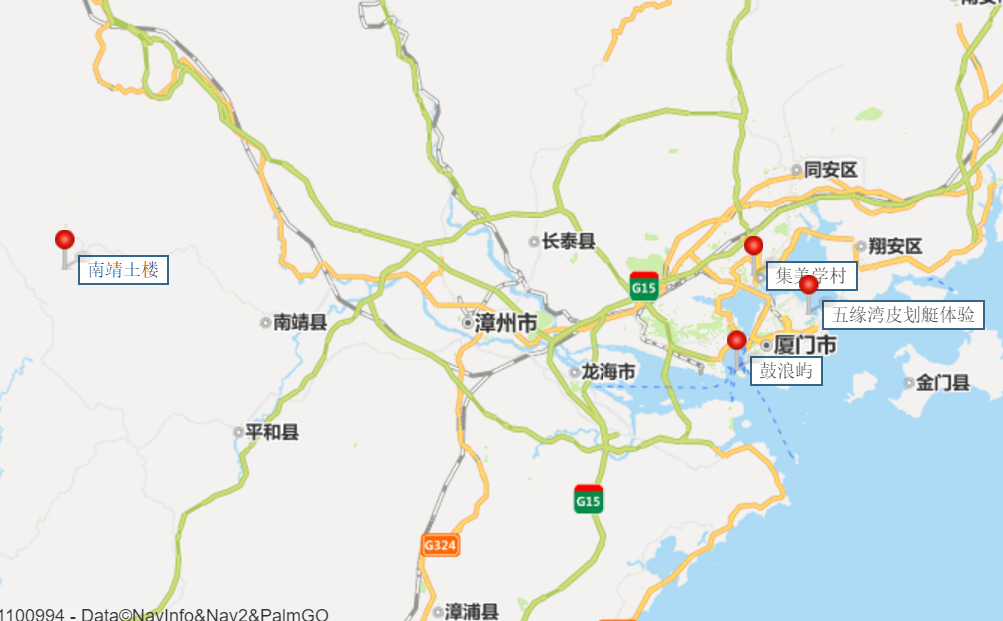 同安区
长泰县
翔安区
南靖土楼
集美学村
G15
五缘湾皮划艇体验
南靖县
漳州市
厦门市
鼓浪屿
龙海市
金门县
平和县
G15
G324
漳浦县
1100994 - Data©NavInfo&Nav2&PalmGO